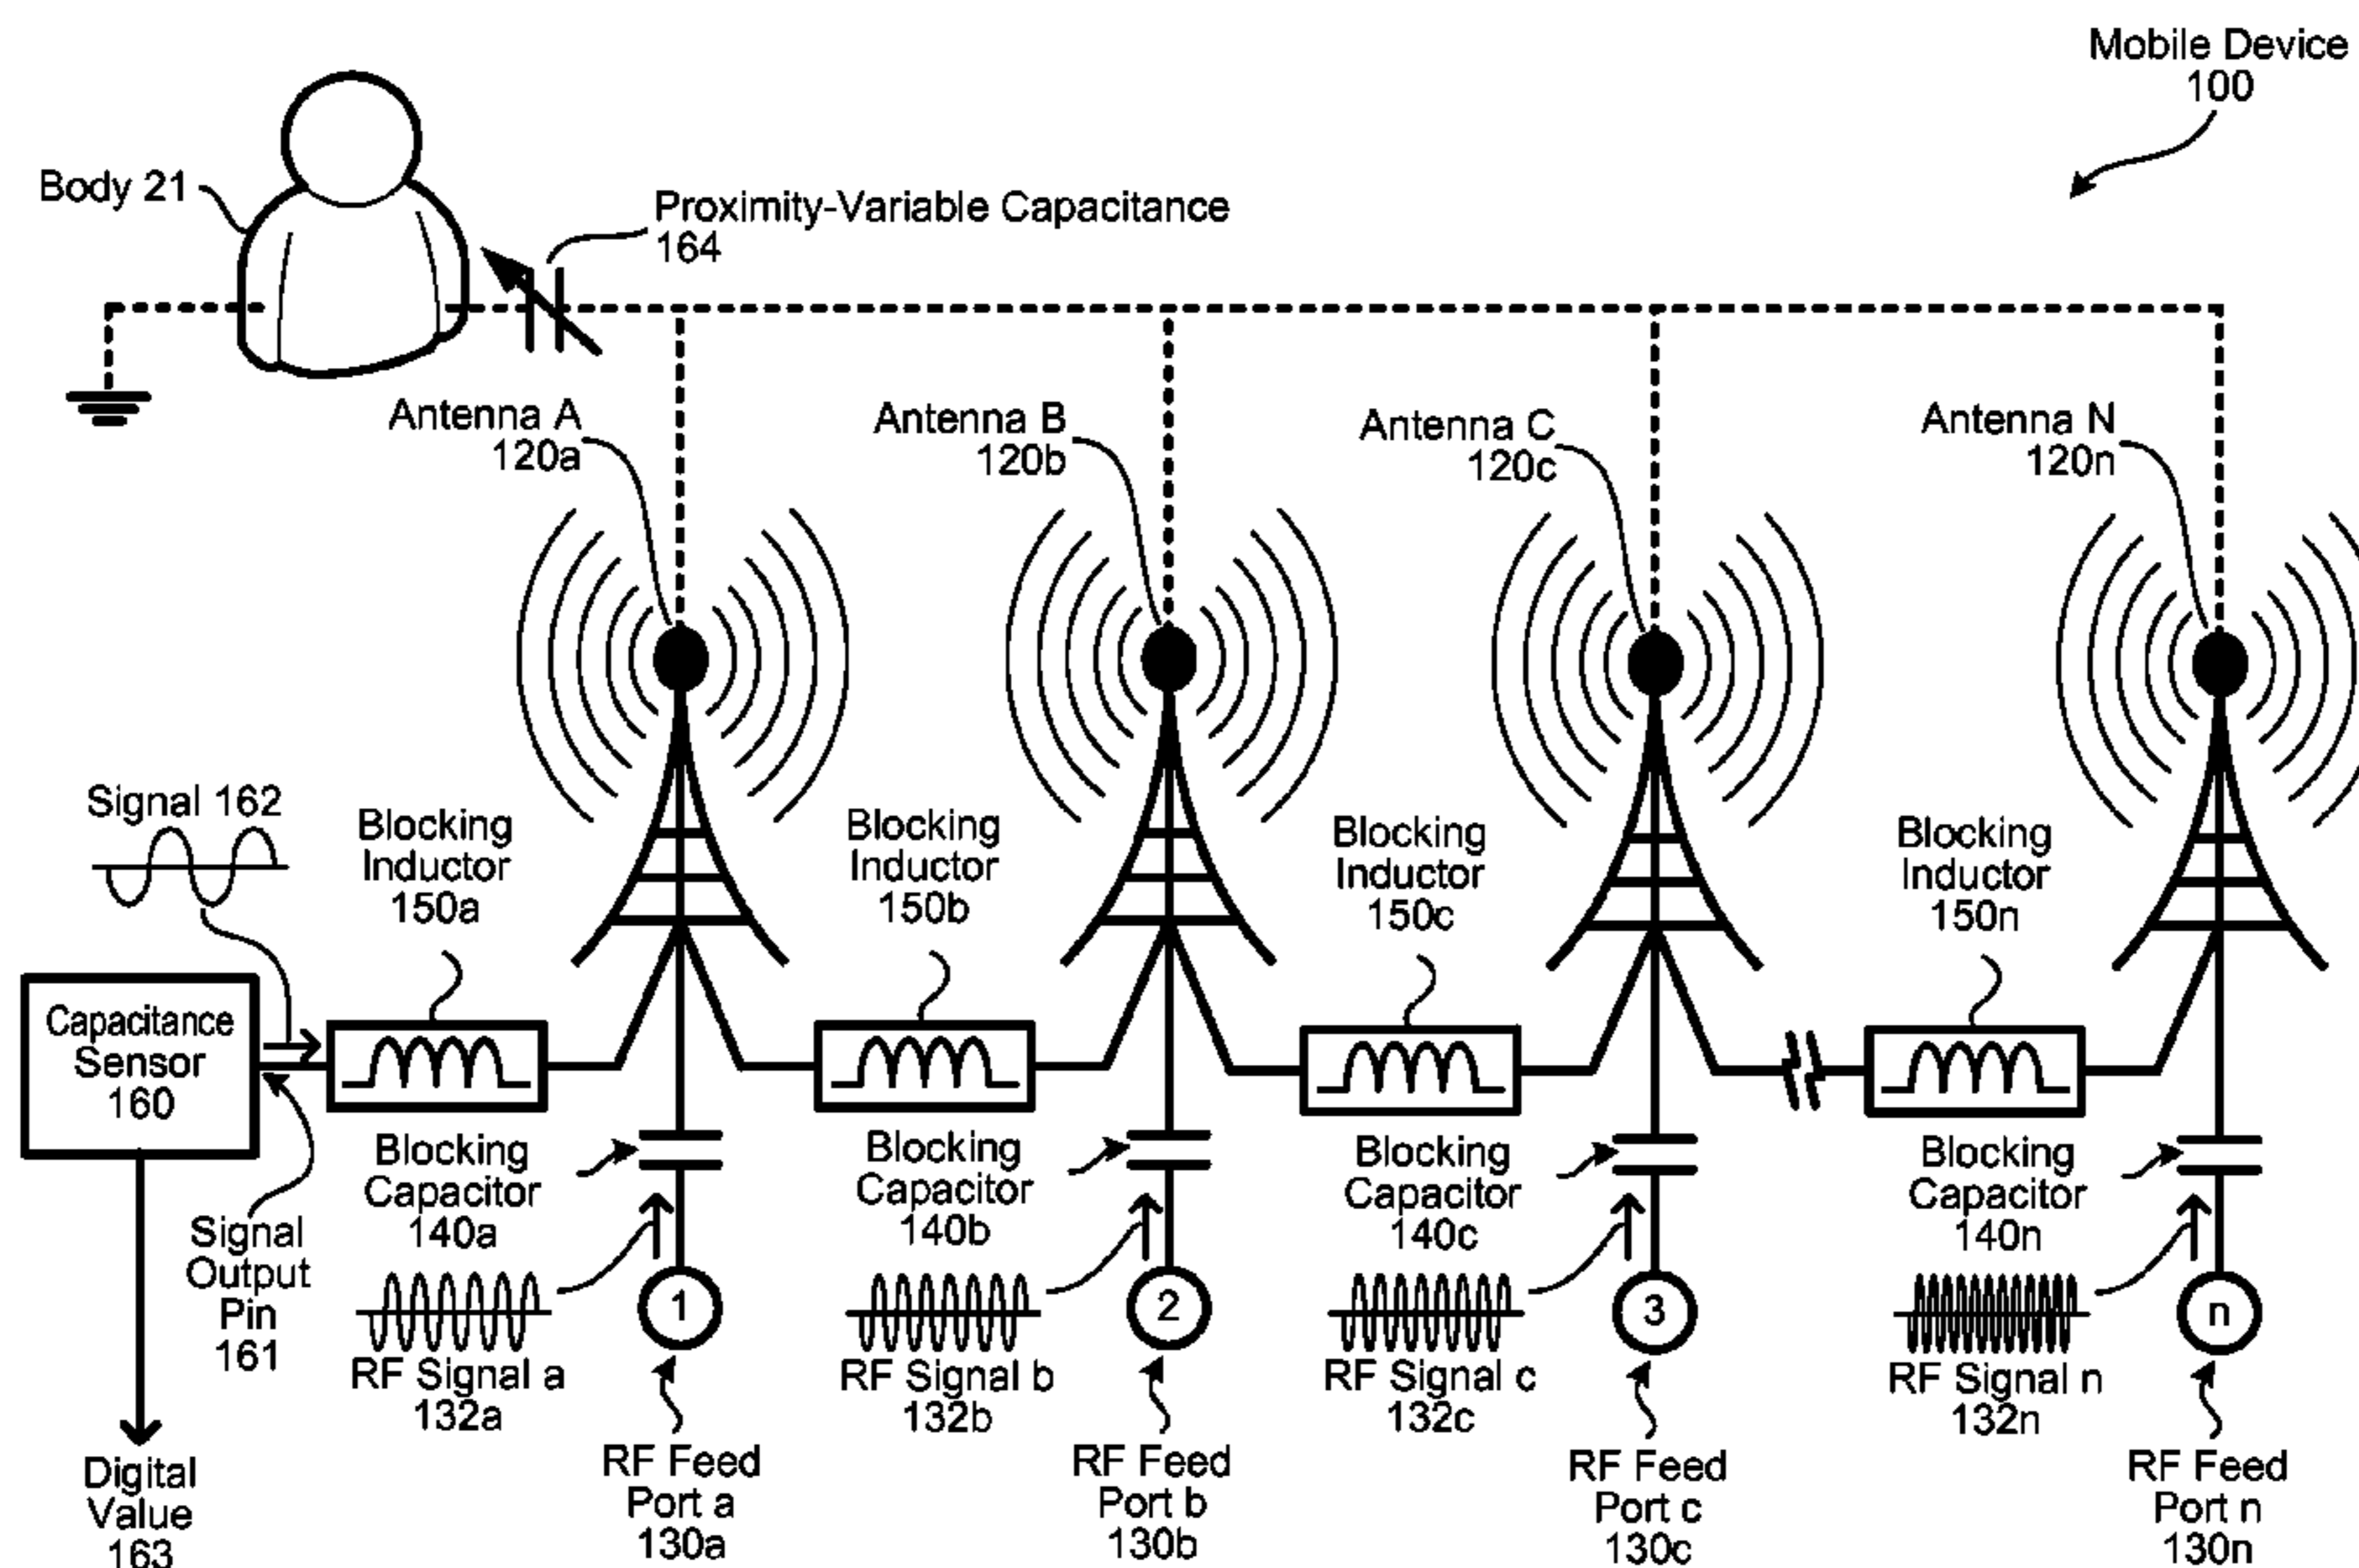 Mobile Device
100
Body 21
Proximity-Variable Capacitance
164
Antenna A
120a
Antenna B
120b
Antenna C
120c
Antenna N
120n
Signal 162
Blocking
Inductor
150a
Blocking
Inductor
150b
Blocking
Inductor
150c
Blocking
Inductor
150n
Capacitance
Sensor
160
Blocking
Capacitor
140a
Blocking
Capacitor
140b
Blocking
Capacitor
140c
Blocking
Capacitor
140n
Signal
Output
Pin
161
1
2
3
n
RF Signal a
132a
RF Signal b
132b
RF Signal c
132c
RF Signal n
132n
Digital
Value
163
RF Feed
Port a
130a
RF Feed
Port b
130b
RF Feed
Port c
130c
RF Feed
Port n
130n